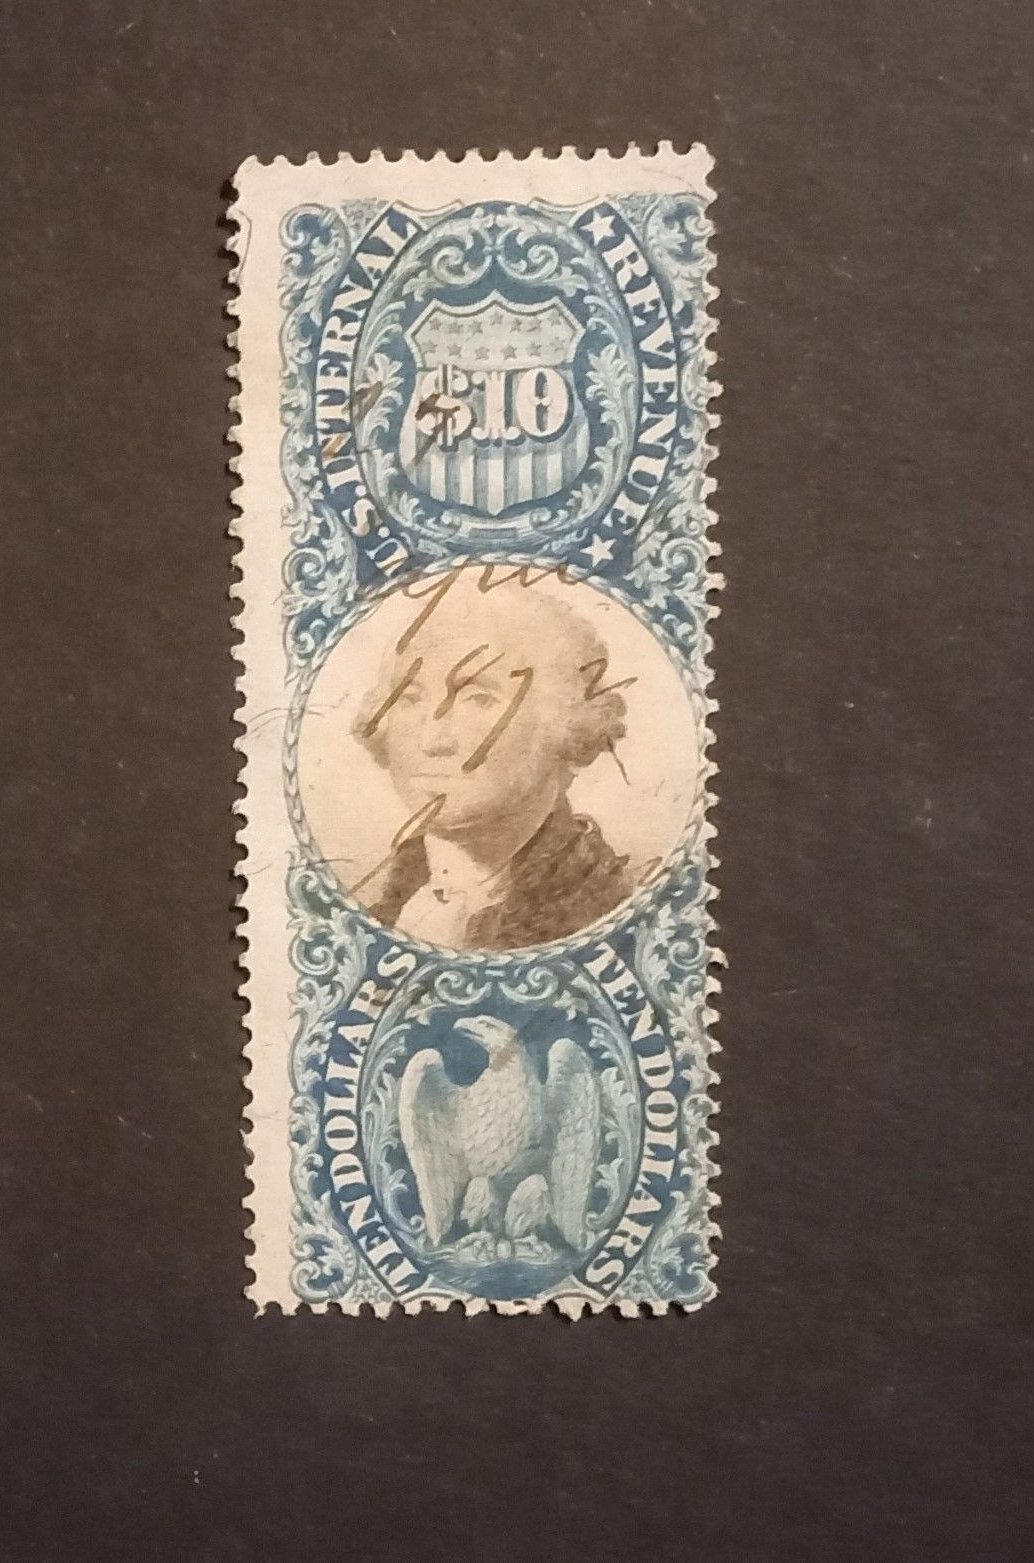 U.S. INTERNAL ★ REVENUE ★
$10
1872
TEN DOLLARS
TEN DOLLARS